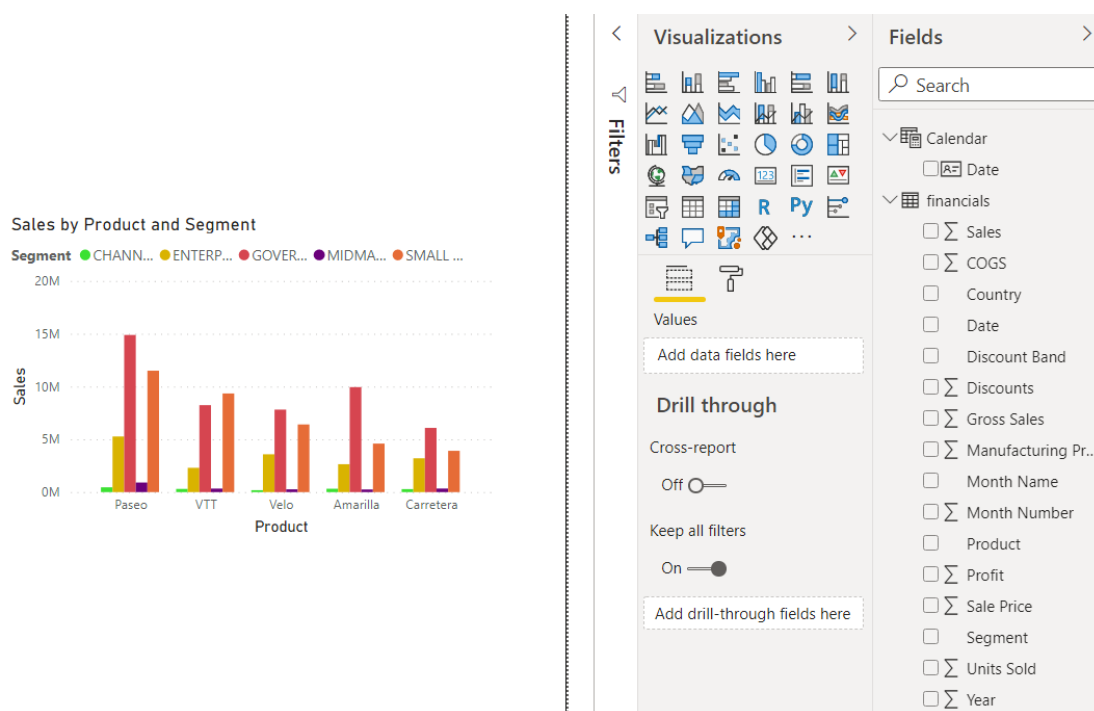 Sales by Product and Segment
Segment CHANN... ENTERP... GOVER... MIDMA... SMALL ...
20M
15M
10M
5M
0M
Sales
Paseo VTT Velo Amarilla Carretera
Product
Filters
Visualizations
123
R Py
...
Values
Add data fields here
Drill through
Cross-report
Off
Keep all filters
On
Add drill-through fields here
Fields
Search
Calendar
Date
financials
Σ Sales
Σ COGS
Country
Date
Discount Band
Σ Discounts
Σ Gross Sales
Σ Manufacturing Pr...
Month Name
Σ Month Number
Product
Σ Profit
Σ Sale Price
Segment
Σ Units Sold
Σ Year